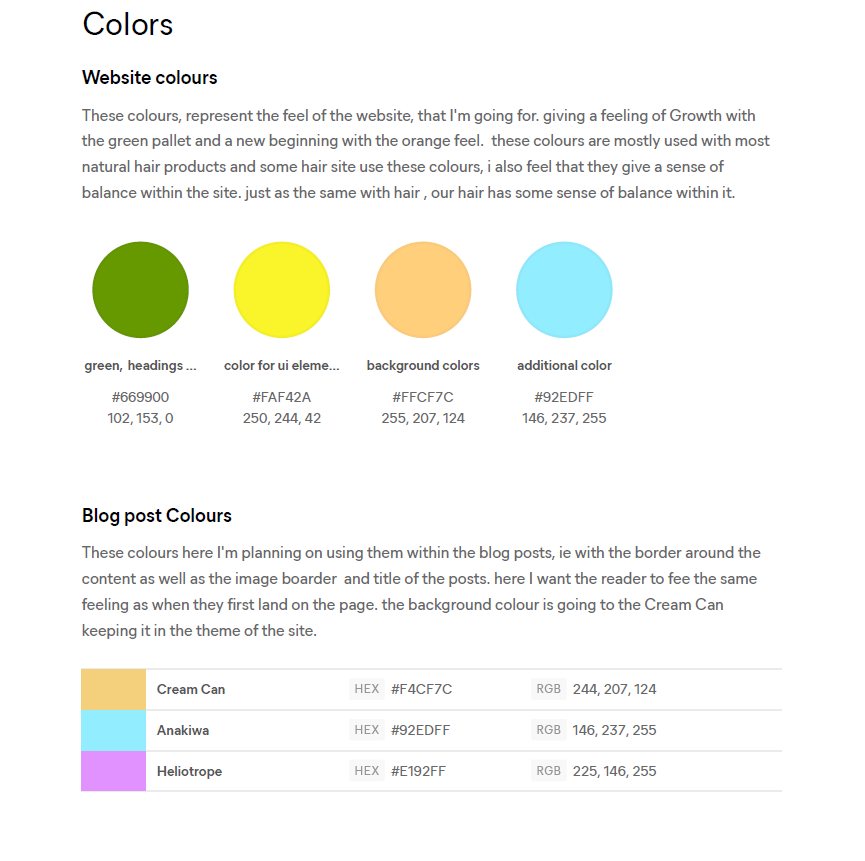 Colors
Website colours
These colours, represent the feel of the website, that I'm going for. giving a feeling of Growth with
the green pallet and a new beginning with the orange feel.  these colours are mostly used with most
natural hair products and some hair site use these colours, i also feel that they give a sense of
balance within the site. just as the same with hair , our hair has some sense of balance within it.
green, headings ... color for ui eleme... background colors additional color
#669900 #FAF42A #FFCF7C #92EDFF
102, 153, 0 250, 244, 42 255, 207, 124 146, 237, 255
Blog post Colours
These colours here I'm planning on using them within the blog posts, ie with the border around the
content as well as the image boarder  and title of the posts. here I want the reader to fee the same
feeling as when they first land on the page. the background colour is going to the Cream Can
keeping it in the theme of the site.
Cream Can HEX #F4CF7C RGB 244, 207, 124
Anakiwa HEX #92EDFF RGB 146, 237, 255
Heliotrope HEX #E192FF RGB 225, 146, 255